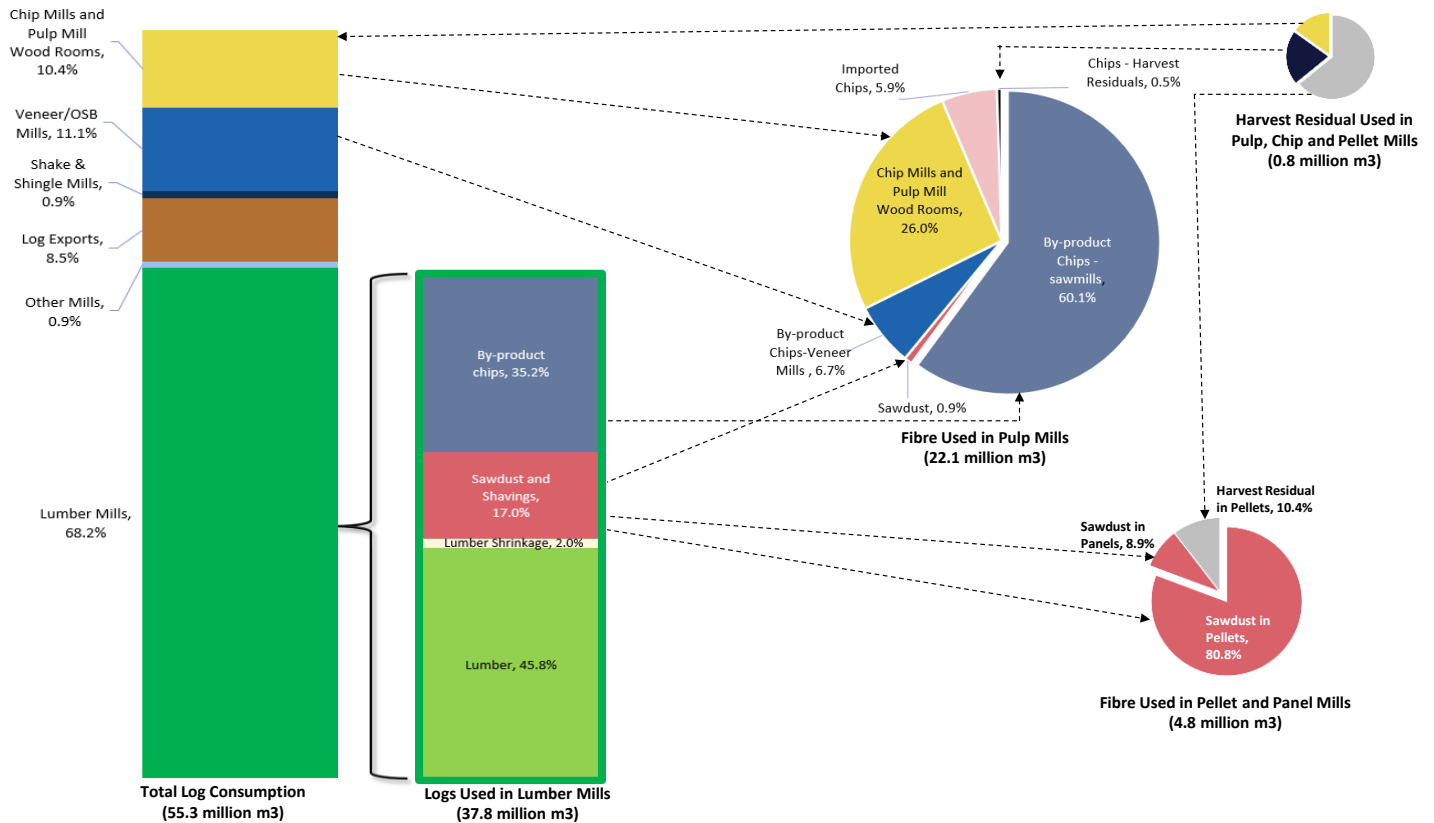 Chip Mills and
Pulp Mill
Wood Rooms,
10.4%
Veneer/OSB
Mills, 11.1%
Shake &
Shingle Mills,
0.9%
Log Exports,
8.5%
Other Mills,
0.9%
Lumber Mills,
68.2%
Total Log Consumption
(55.3 million m3)
By-product
chips, 35.2%
Sawdust and
Shavings,
17.0%
Lumber Shrinkage, 2.0%
Lumber, 45.8%
Logs Used in Lumber Mills
(37.8 million m3)
Imported
Chips, 5.9%
Chips - Harvest
Residuals, 0.5%
Chip Mills and
Pulp Mill
Wood Rooms,
26.0%
By-product
Chips -
sawmills,
60.1%
By-product
Chips-Veneer
Mills , 6.7%
Sawdust, 0.9%
Fibre Used in Pulp Mills
(22.1 million m3)
Harvest Residual Used in
Pulp, Chip and Pellet Mills
(0.8 million m3)
Harvest Residual
in Pellets, 10.4%
Sawdust in
Panels, 8.9%
Sawdust in
Pellets,
80.8%
Fibre Used in Pellet and Panel Mills
(4.8 million m3)